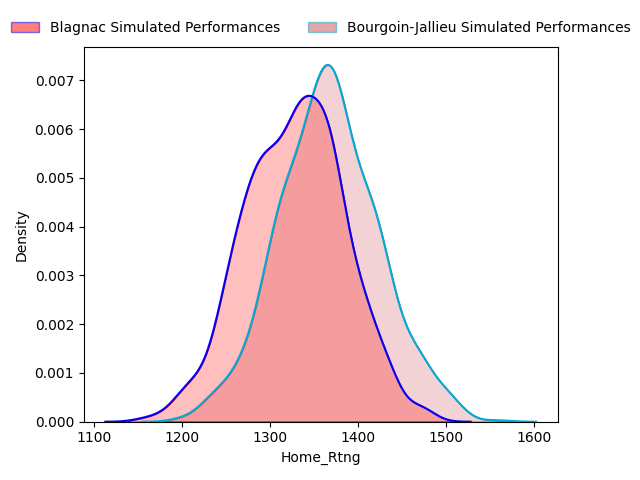 Blagnac Simulated Performances
Bourgoin-Jallieu Simulated Performances
0.007
0.006
0.005
0.004
0.003
0.002
0.001
0.000
Density
1100 1200 1300 1400 1500 1600
Home_Rtng